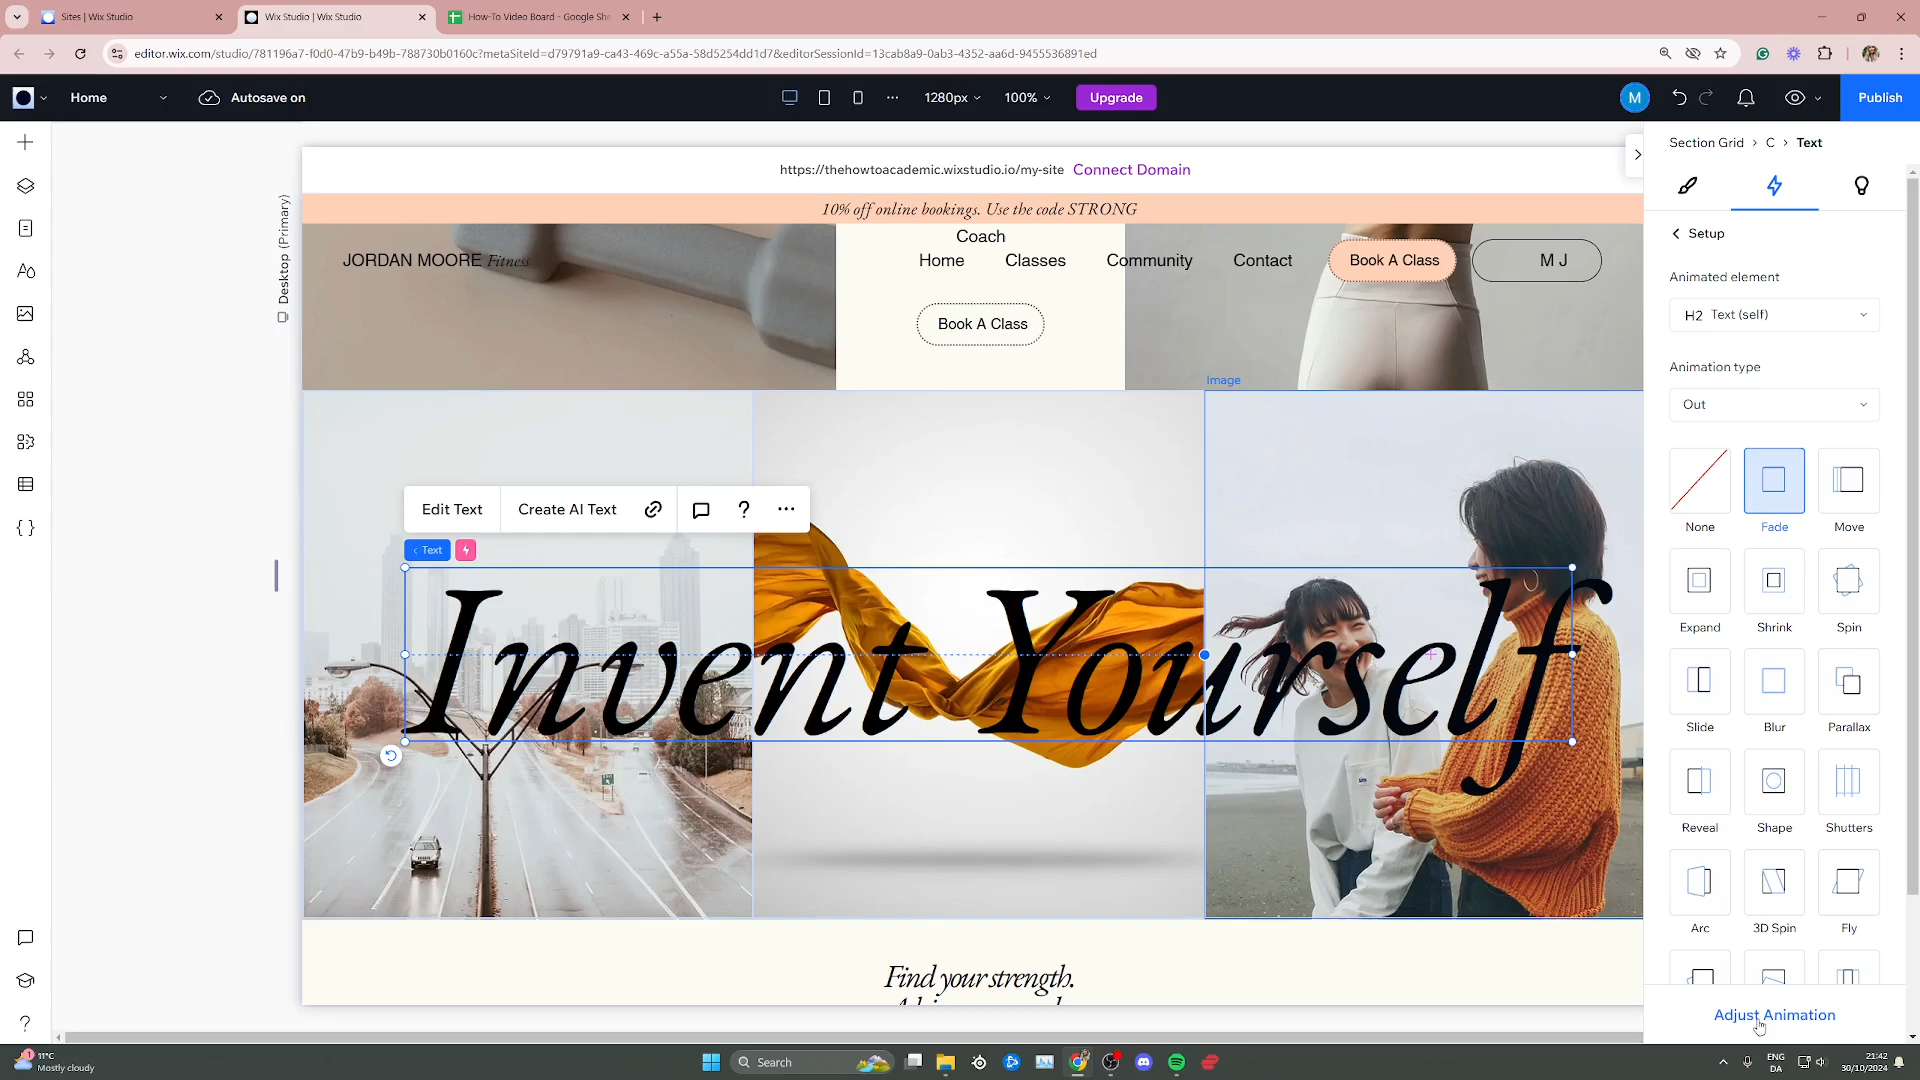 Sites | Wix Studio
Wix Studio | Wix Studio
How-To Video Board - Google She
editor.wix.com/studio/781196a7-f0d0-47b9-b49b-788730b0160c?metaSiteId=d79791a9-ca43-469c-a55a-58d5254dd1d7&editorSessionId=13cab8a9-0ab3-4352-aa6d-9455536891ed
Home
Autosave on
1280px
100%
Upgrade
M
Publish
https://thehowtoacademic.wixstudio.io/my-site Connect Domain
10% off online bookings. Use the code STRONG
Desktop (Primary)
JORDAN MOORE Fitness
Coach
Home
Classes
Community
Contact
Book A Class
M J
Book A Class
Image
Edit Text
Create AI Text
Text
Invent Yourself
Find your strength.
Section Grid > C > Text
Setup
Animated element
H2 Text (self)
Animation type
Out
None
Fade
Move
Expand
Shrink
Spin
Slide
Blur
Parallax
Reveal
Shape
Shutters
Arc
3D Spin
Fly
Adjust Animation
1
11°C
Mostly cloudy
Search
ENG
DA
21:42
30/10/2024